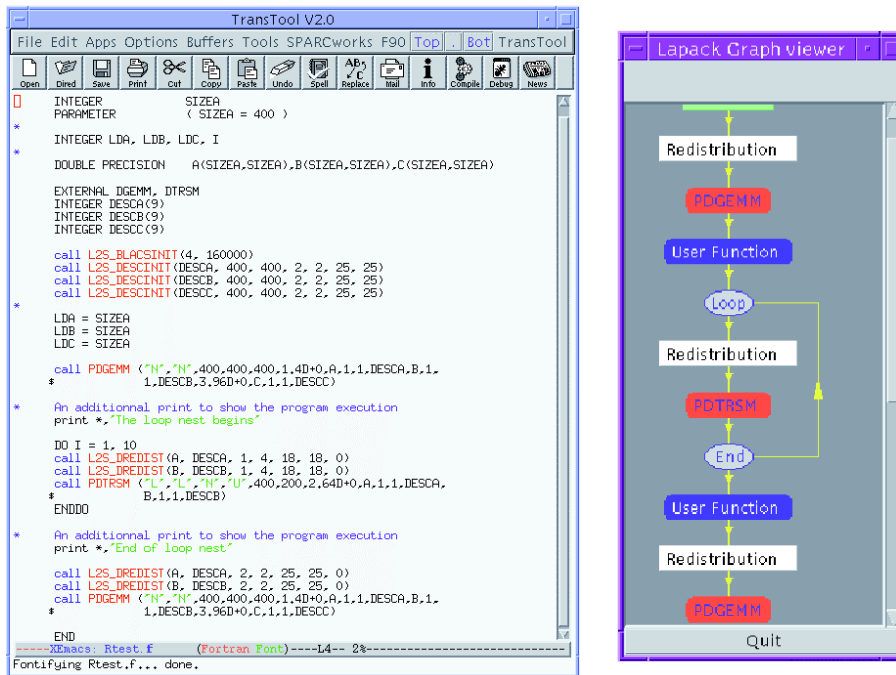 TransTool V2.0
File Edit Apps Options Buffers Tools SPARCworks F90 Top . Bot TransTool
Open Dired Save Print Cut Copy Paste Undo Spell Replace Mail Info Compile Debug News
INTEGER SIZEA
PARAMETER ( SIZEA = 400 )
*
INTEGER LDA, LDB, LDC, I
*
DOUBLE PRECISION A(SIZEA,SIZEA),B(SIZEA,SIZEA),C(SIZEA,SIZEA)
EXTERNAL DGEMM, DTRSM
INTEGER DESCA(9)
INTEGER DESCB(9)
INTEGER DESCC(9)
call L2S_BLACSINIT(4, 160000)
call L2S_DESCINIT(DESCA, 400, 400, 2, 2, 25, 25)
call L2S_DESCINIT(DESCB, 400, 400, 2, 2, 25, 25)
call L2S_DESCINIT(DESCC, 400, 400, 2, 2, 25, 25)
*
LDA = SIZEA
LDB = SIZEA
LDC = SIZEA
call PDGEMM ("N","N",400,400,400,1.4D+0,A,1,1,DESCA,B,1,
$ 1,DESCB,3.96D+0,C,1,1,DESCC)
* An additionnal print to show the program execution
print *,"The loop nest begins"
DO I = 1, 10
call L2S_DREDIST(A, DESCA, 1, 4, 18, 18, 0)
call L2S_DREDIST(B, DESCB, 1, 4, 18, 18, 0)
call PDTRSM ("L","L","N","U",400,200,2.64D+0,A,1,1,DESCA,
$ B,1,1,DESCB)
ENDDO
* An additionnal print to show the program execution
print *,"End of loop nest"
call L2S_DREDIST(A, DESCA, 2, 2, 25, 25, 0)
call L2S_DREDIST(B, DESCB, 2, 2, 25, 25, 0)
call PDGEMM ("N","N",400,400,400,1.4D+0,A,1,1,DESCA,B,1,
$ 1,DESCB,3.96D+0,C,1,1,DESCC)
END
-----XEmacs: Rtest.f (Fortran Font)----L4-- 2%----------------------------
Fontifying Rtest.f... done.
Lapack Graph viewer
Redistribution
PDGEMM
User Function
Loop
Redistribution
PDTRSM
End
User Function
Redistribution
PDGEMM
Quit